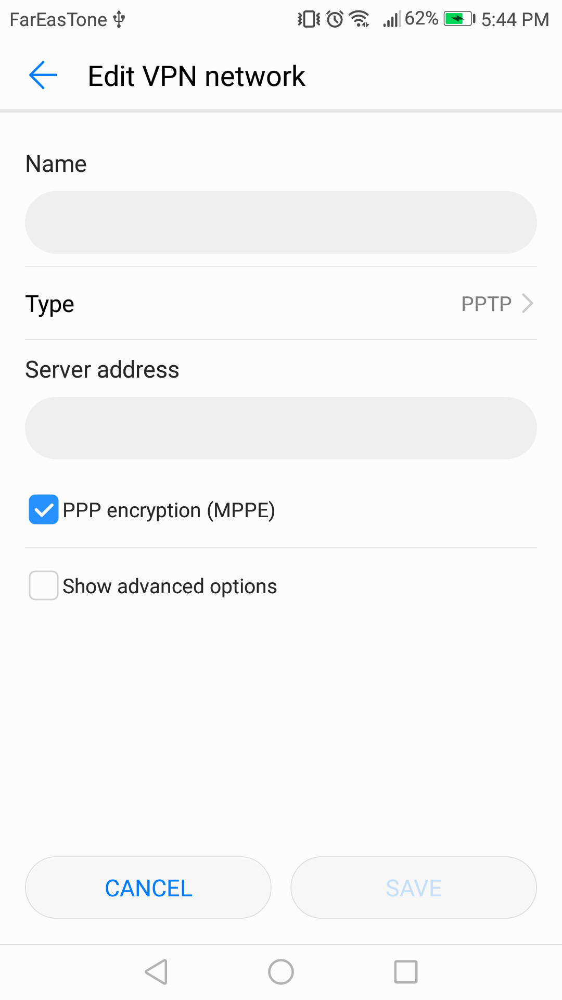 FarEasTone 62% 5:44 PM
Edit VPN network
Name
Type PPTP
Server address
PPP encryption (MPPE)
Show advanced options
CANCEL SAVE